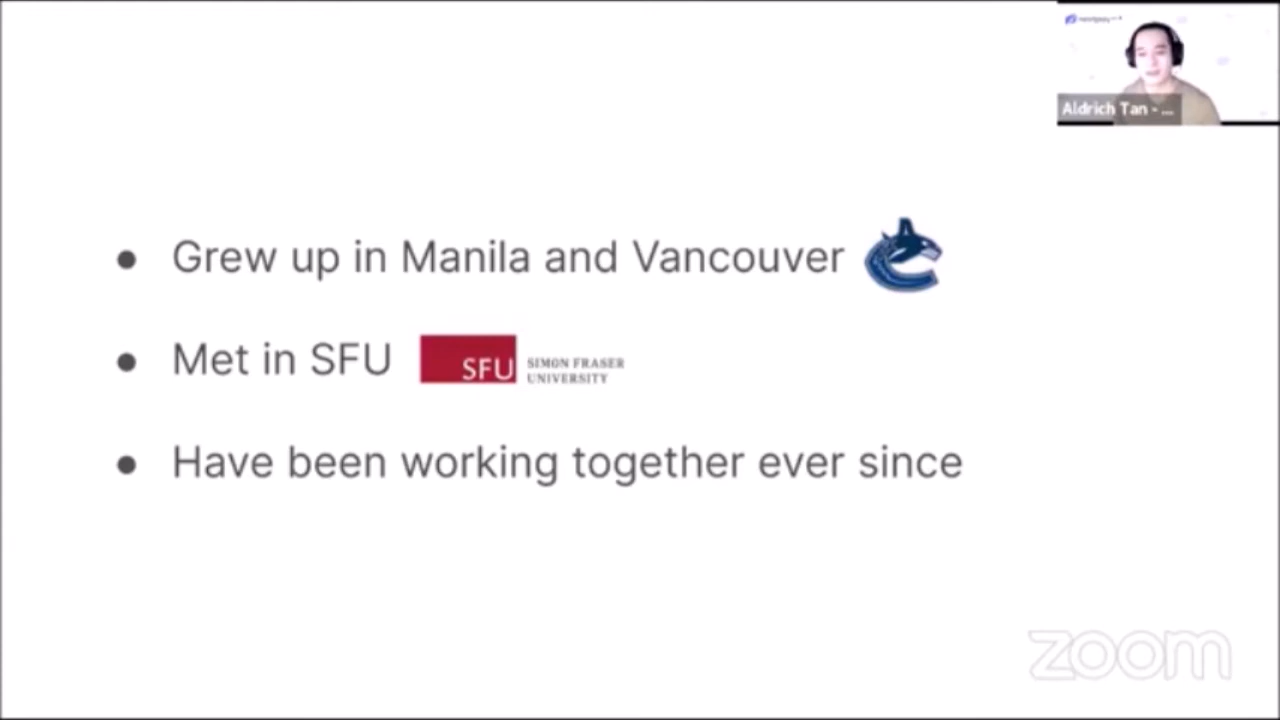 Aldrich Tan - ...
Grew up in Manila and Vancouver
Met in SFU
SFU
SIMON FRASER
UNIVERSITY
Have been working together ever since
zoom